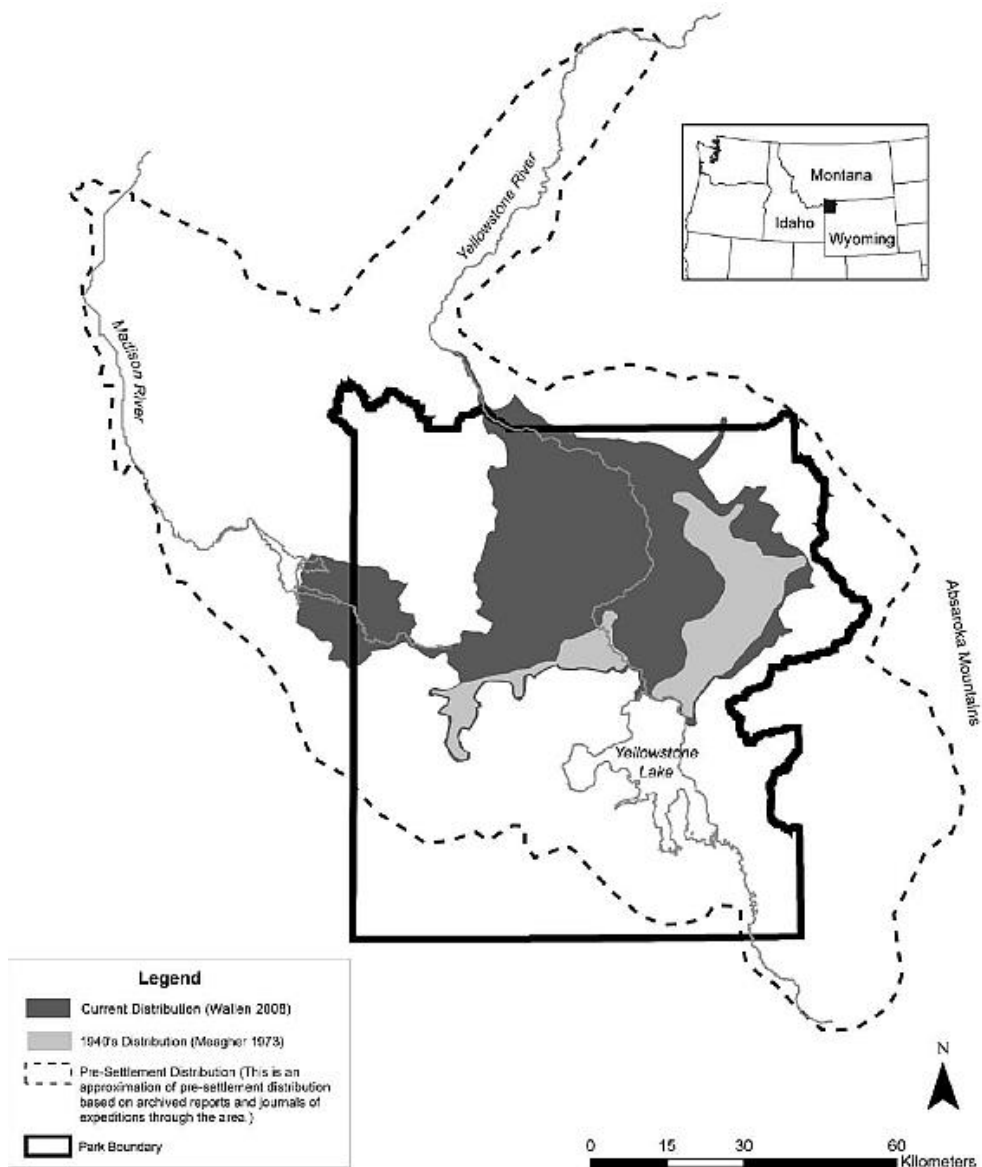 Yellowstone River
Montana
Idaho
Wyoming
Madison River
Absaroka Mountains
Yellowstone
Lake
Legend
Current Distribution (Wallen 2008)
1940's Distribution (Meagher 1973)
Pre-Settlement Distribution (This is an
approximation of pre-settlement distribution
based on archived reports and journals of
expeditions through the area.)
Park Boundary
N
0 15 30 60
Kilometers